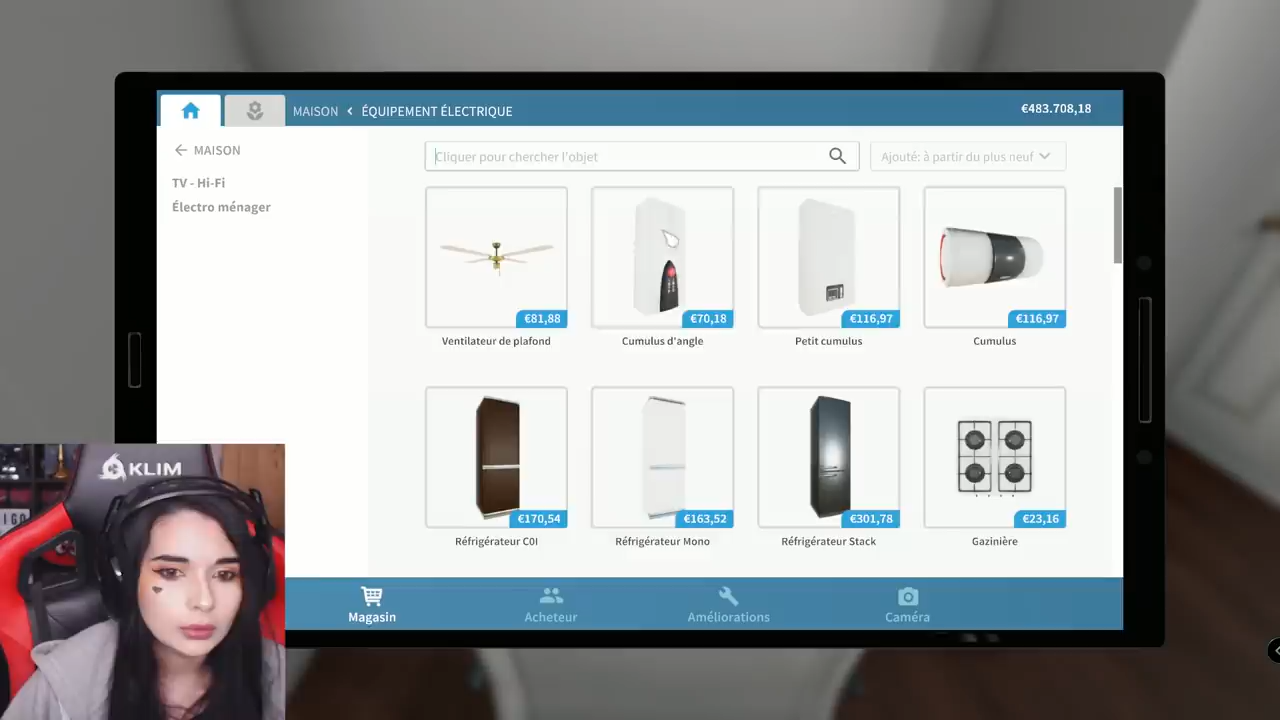 MAISON < ÉQUIPEMENT ÉLECTRIQUE
€483.708,18
MAISON
TV - Hi-Fi
Électro ménager
Cliquer pour chercher l'objet
Ajouté: à partir du plus neuf
€81,88
€70,18
€116,97
€116,97
Ventilateur de plafond
Cumulus d'angle
Petit cumulus
Cumulus
€170,54
€163,52
€301,78
€23,16
Réfrigérateur C0I
Réfrigérateur Mono
Réfrigérateur Stack
Gazinière
Magasin
Acheteur
Améliorations
Caméra
KLIM